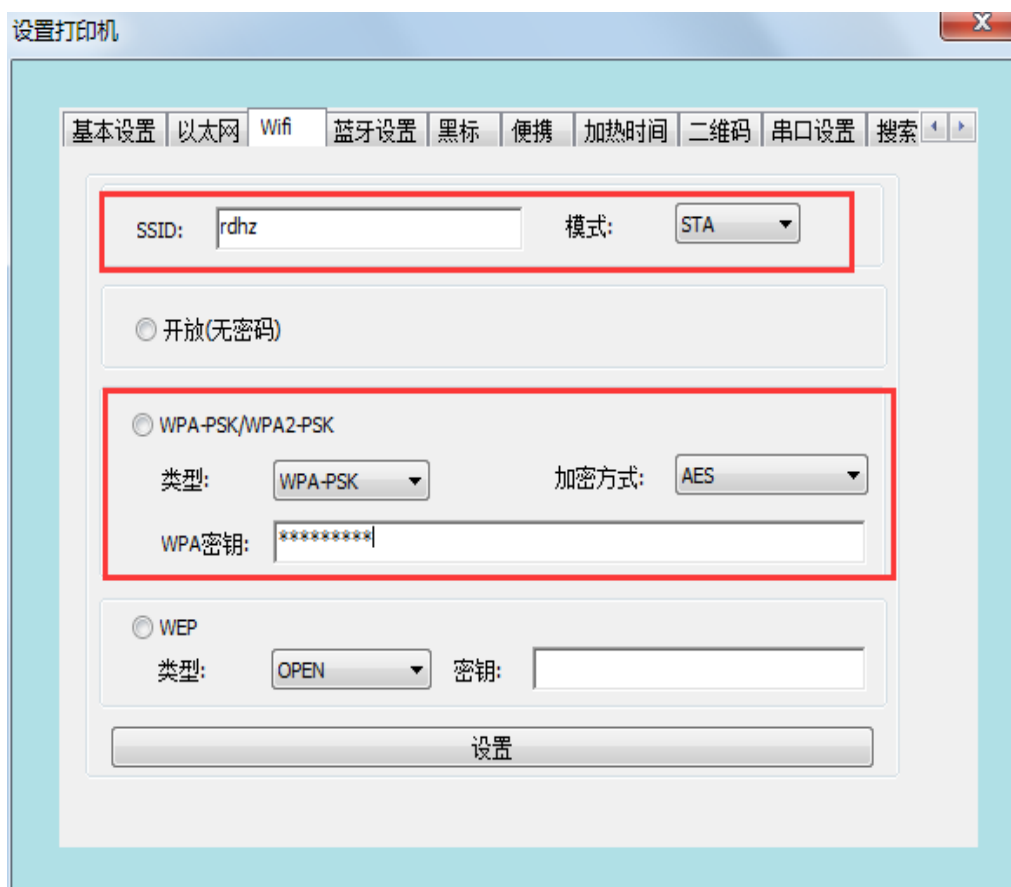 设置打印机
基本设置 以太网 Wifi 蓝牙设置 黑标 便携 加热时间 二维码 串口设置 搜索
SSID: rdhz 模式: STA
开放(无密码)
WPA-PSK/WPA2-PSK
类型: WPA-PSK 加密方式: AES
WPA密钥: *********
WEP
类型: OPEN 密钥:
设置